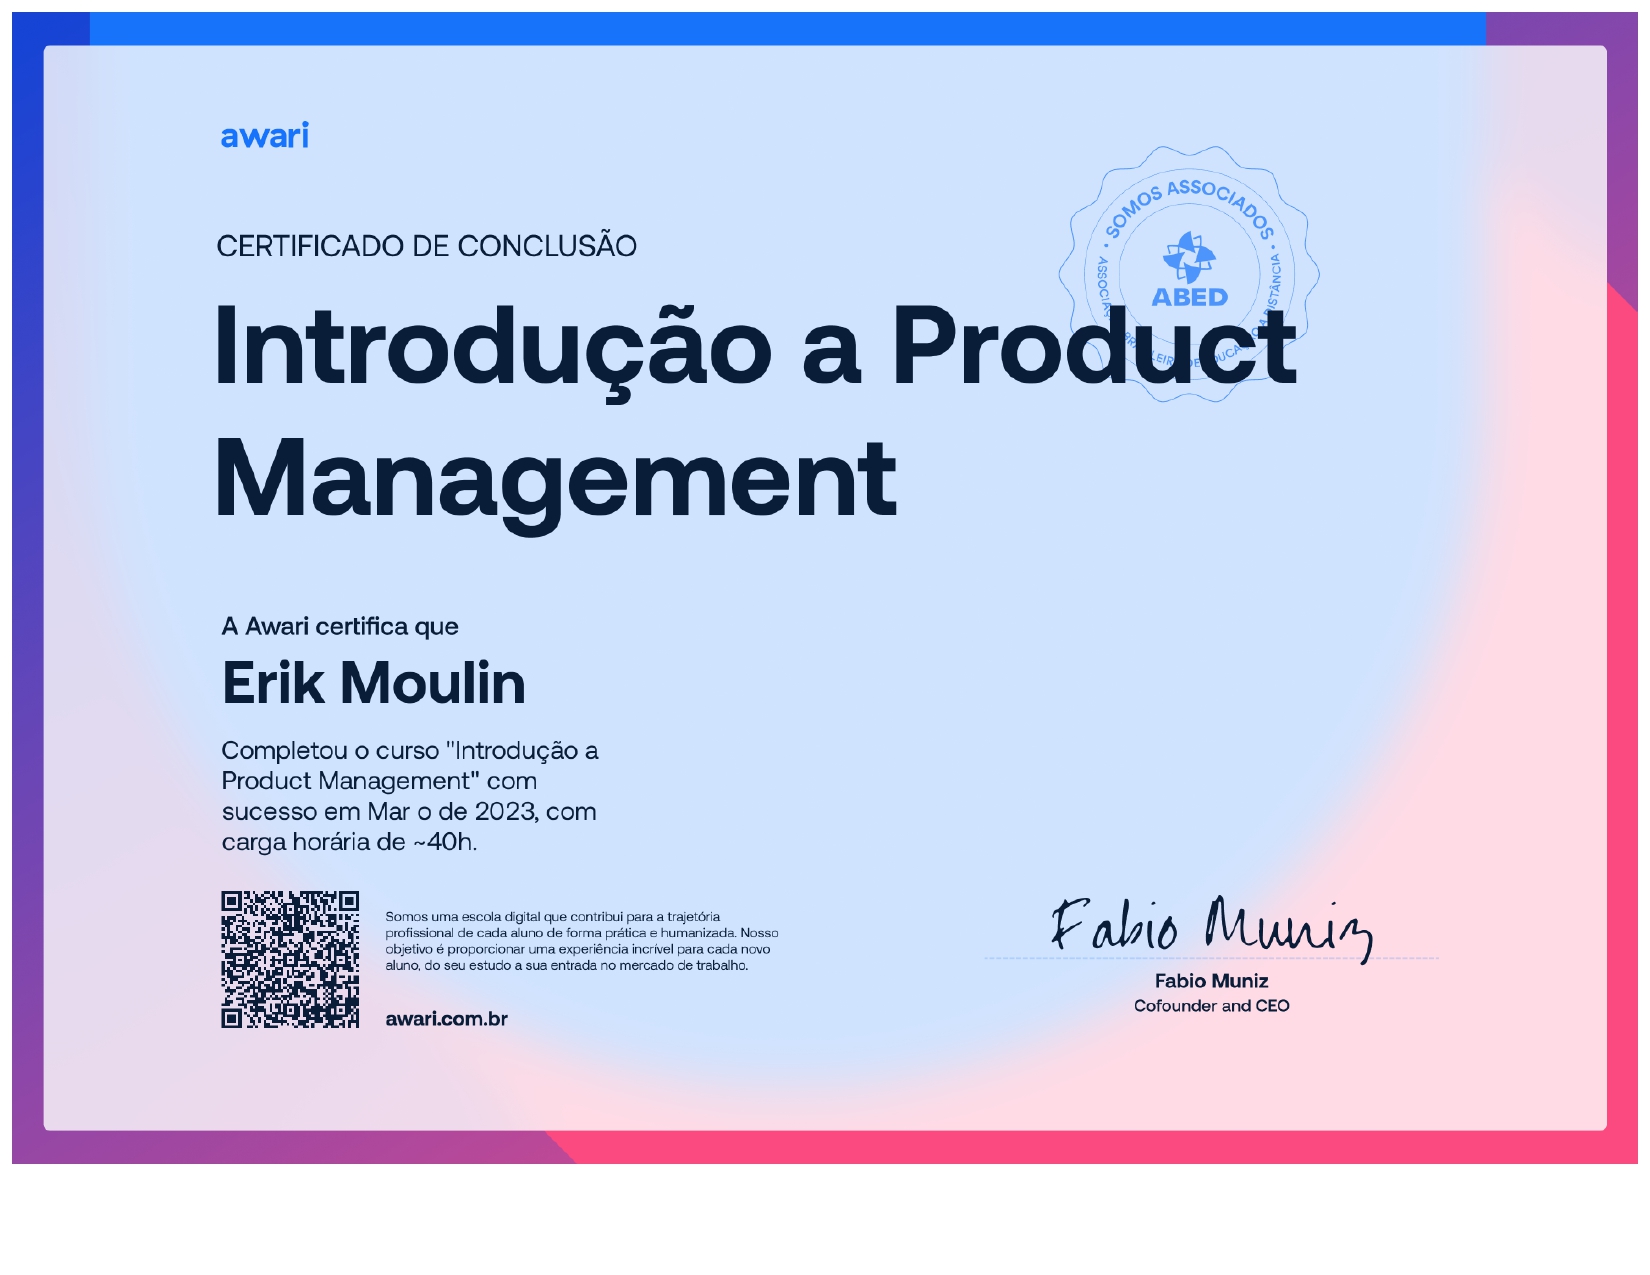 awari
CERTIFICADO DE CONCLUSÃO
SOMOS ASSOCIADOS
ABED
Introdução a Product
Management
A Awari certifica que
Erik Moulin
Completou o curso "Introdução a
Product Management" com
sucesso em Mar o de 2023, com
carga horária de ~40h.
Somos uma escola digital que contribui para a trajetória
profissional de cada aluno de forma prática e humanizada. Nosso
objetivo é proporcionar uma experiência incrível para cada novo
aluno, do seu estudo a sua entrada no mercado de trabalho.
awari.com.br
Fabio Muniz
Fabio Muniz
Cofounder and CEO